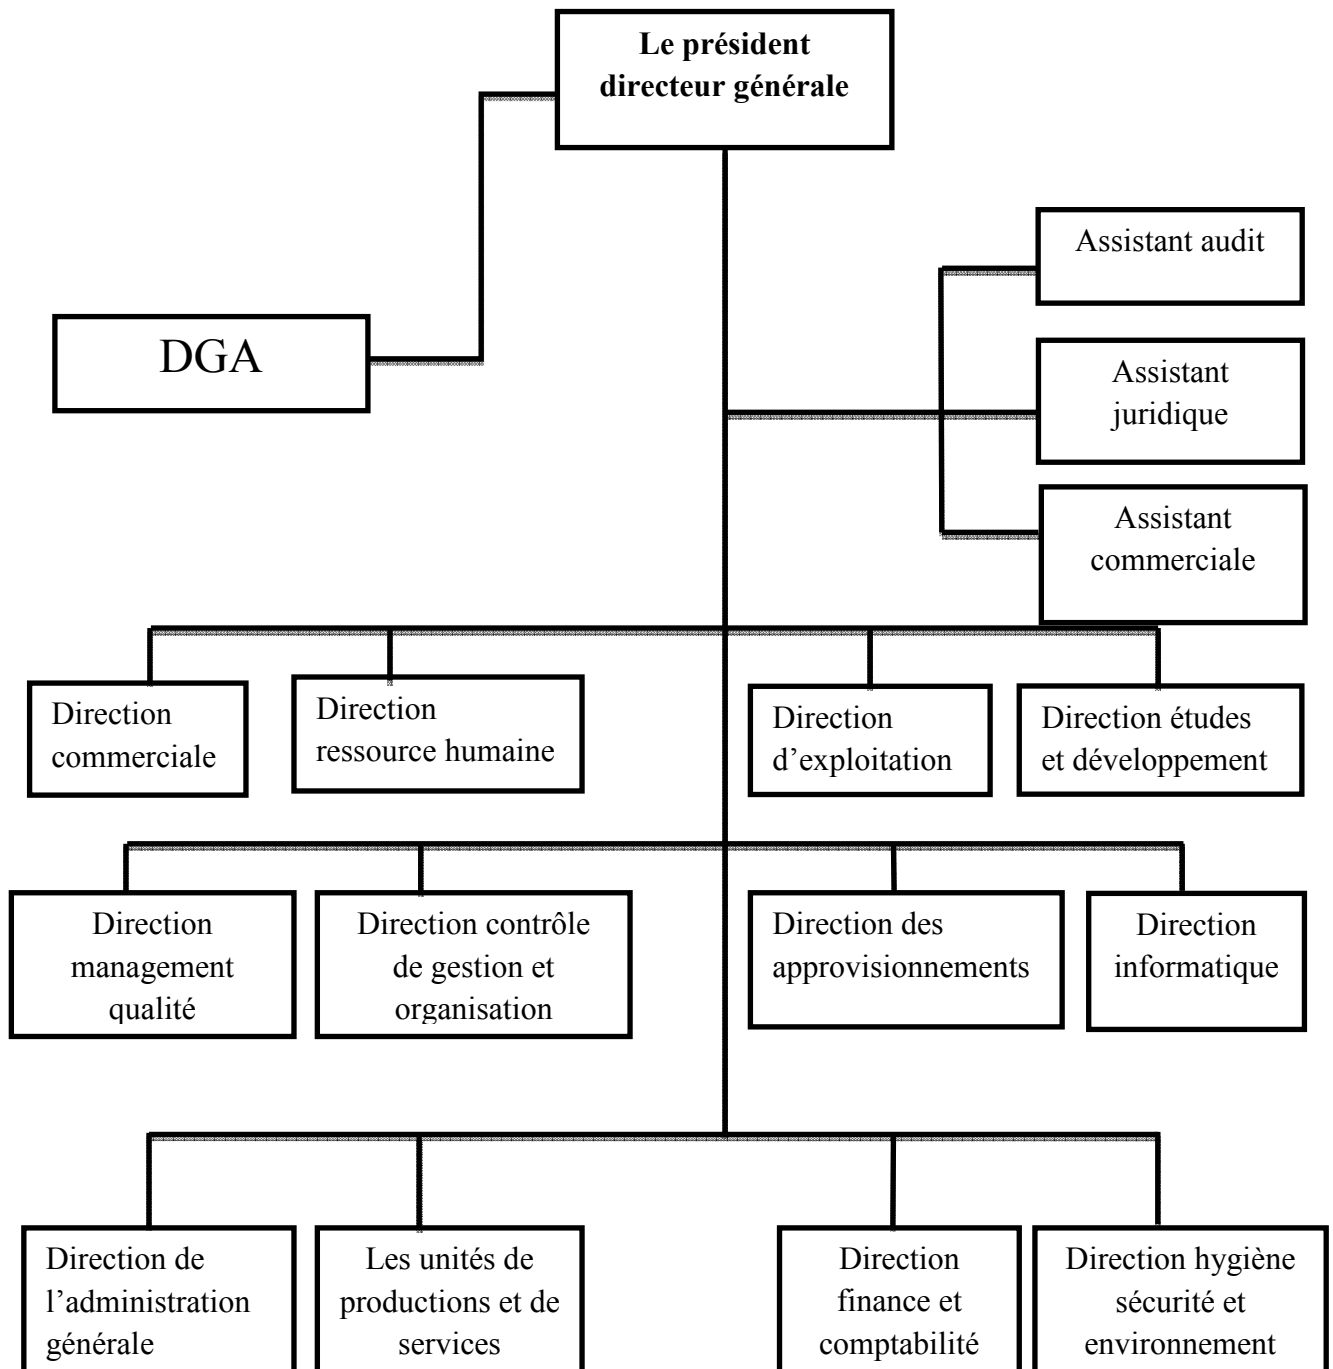 Le président
directeur générale
Assistant audit
DGA
Assistant
juridique
Assistant
commerciale
Direction
commerciale
Direction
ressource humaine
Direction
d’exploitation
Direction études
et développement
Direction
management
qualité
Direction contrôle
de gestion et
organisation
Direction des
approvisionnements
Direction
informatique
Direction de
l’administration
générale
Les unités de
productions et de
services
Direction
finance et
comptabilité
Direction hygiène
sécurité et
environnement